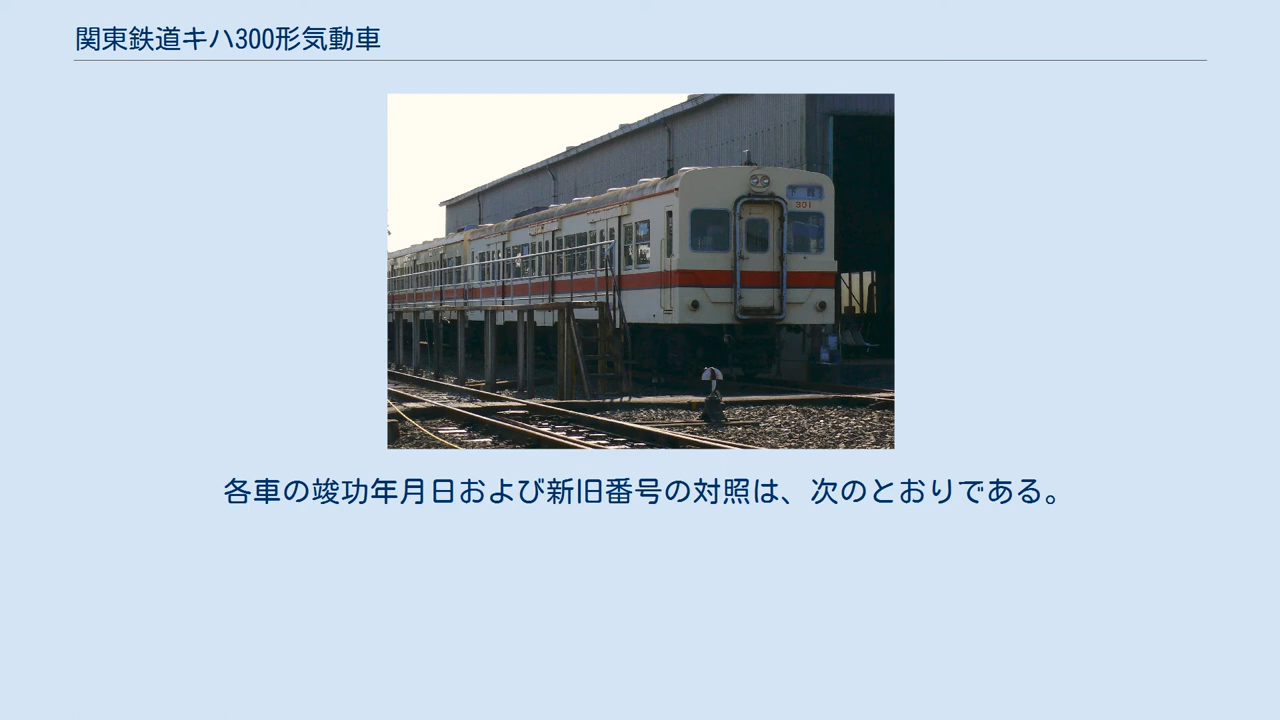 関東鉄道キハ300形気動車
301
各車の竣功年月日および新旧番号の対照は、次のとおりである。